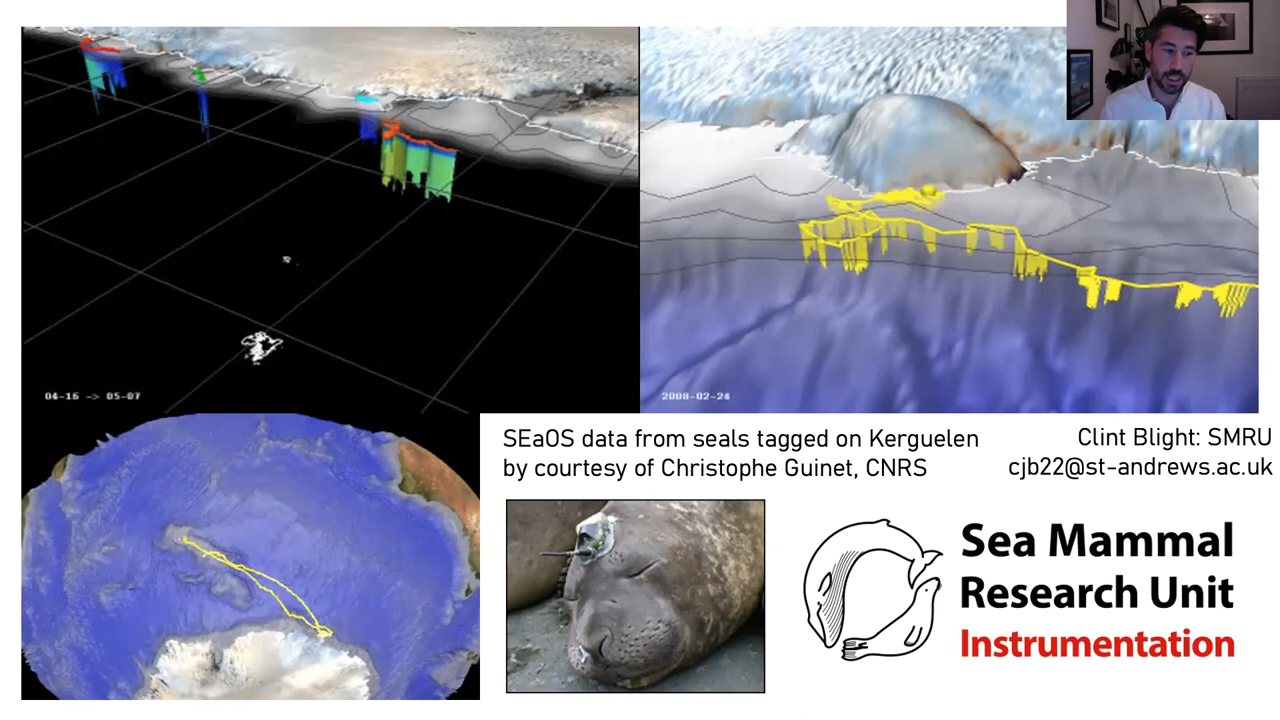 04-16 -> 05-07
2000-02-24
SEaOS data from seals tagged on Kerguelen
by courtesy of Christophe Guinet, CNRS
Clint Blight: SMRU
cjb22@st-andrews.ac.uk
Sea Mammal
Research Unit
Instrumentation